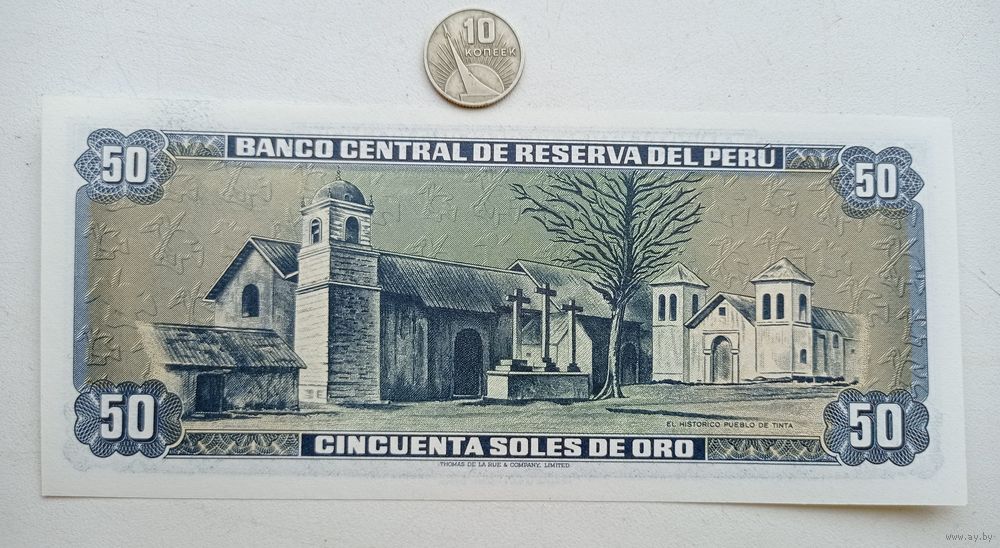 10
КОПЕЕК
BANCO CENTRAL DE RESERVA DEL PERÚ
50
50
EL HISTORICO PUEBLO DE TINTA
50
50
CINCUENTA SOLES DE ORO
THOMAS DE LA RUE & COMPANY, LIMITED.
www.ay.by